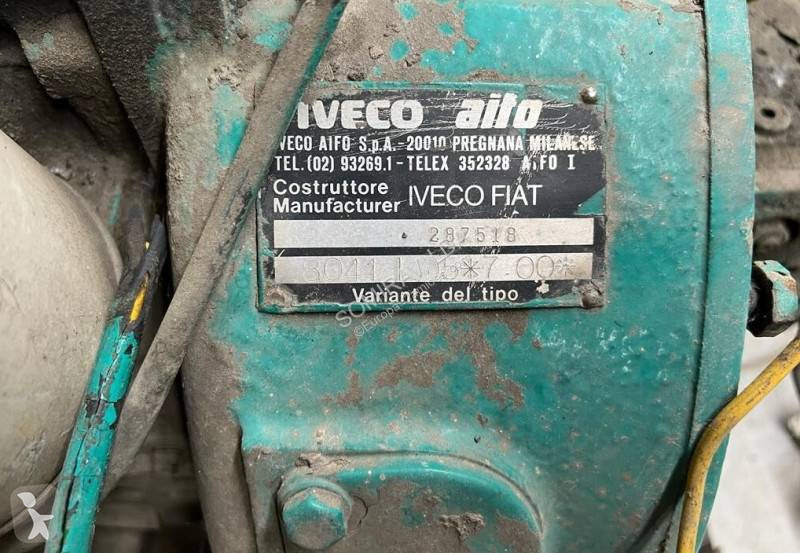 IVECO aifo
IVECO AIFO S.p.A.-20010 PREGNANA MILANESE
TEL.(02) 93269.1-TELEX 352328 AIFO I
Costruttore
Manufacturer IVECO FIAT
287518
Variante del tipo